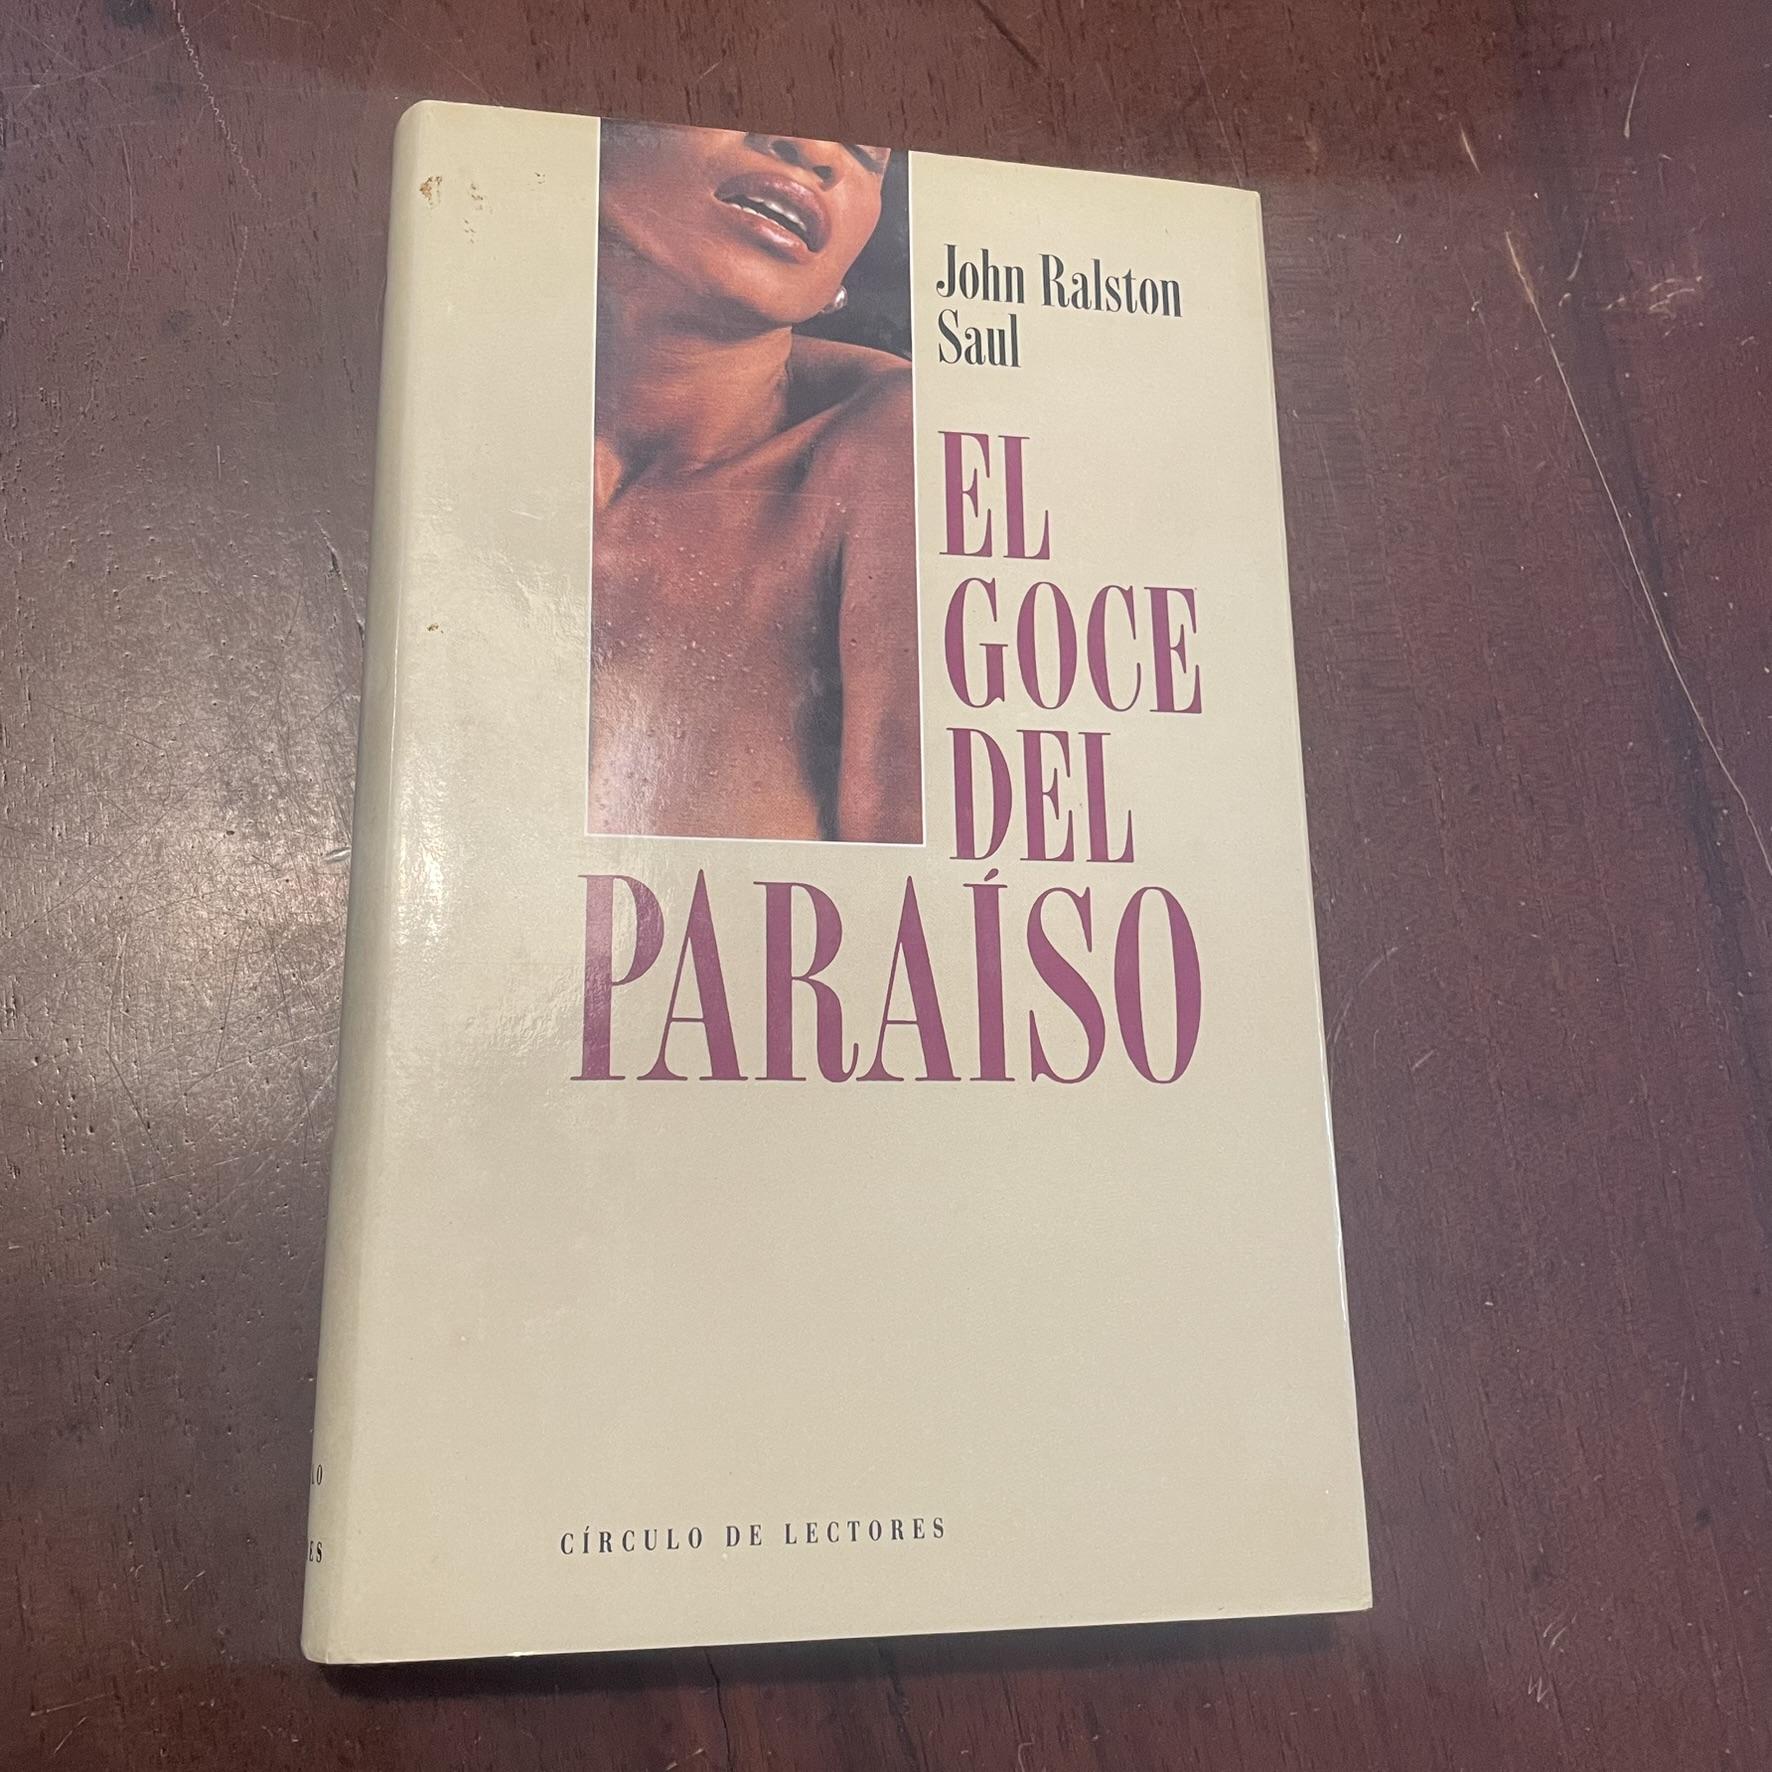 John Ralston
Saul
EL
GOCE
DEL
PARAÍSO
CÍRCULO DE LECTORES